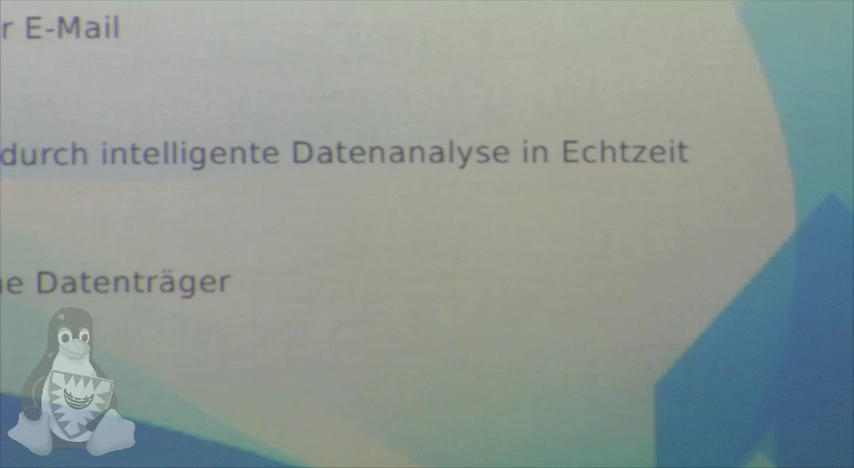 r E-Mail
durch intelligente Datenanalyse in Echtzeit
e Datenträger